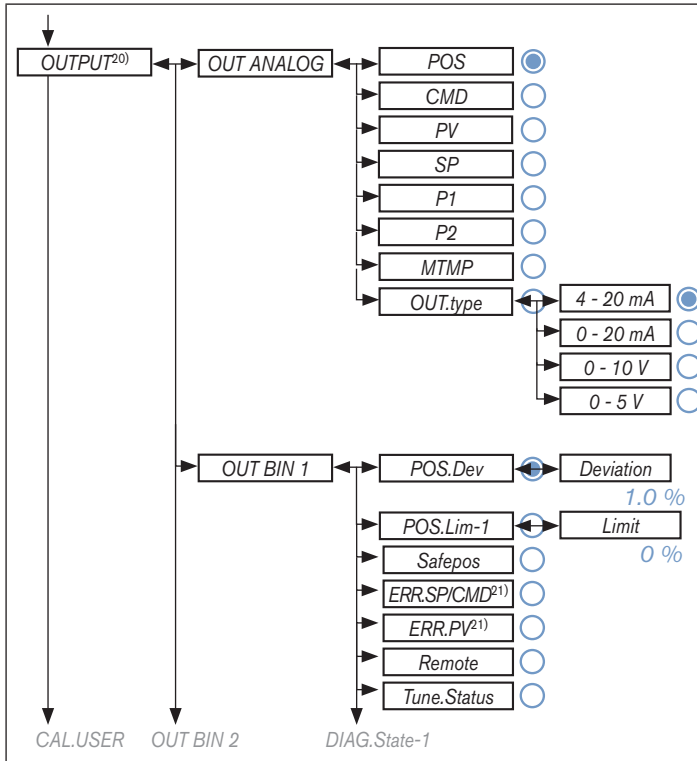 OUTPUT20) OUT ANALOG POS
CMD
PV
SP
P1
P2
MTMP
OUT.type 4 - 20 mA
0 - 20 mA
0 - 10 V
0 - 5 V
OUT BIN 1 POS.Dev Deviation
1.0 %
POS.Lim-1 Limit
0 %
Safepos
ERR.SP/CMD21)
ERR.PV21)
Remote
Tune.Status
CAL.USER OUT BIN 2 DIAG.State-1